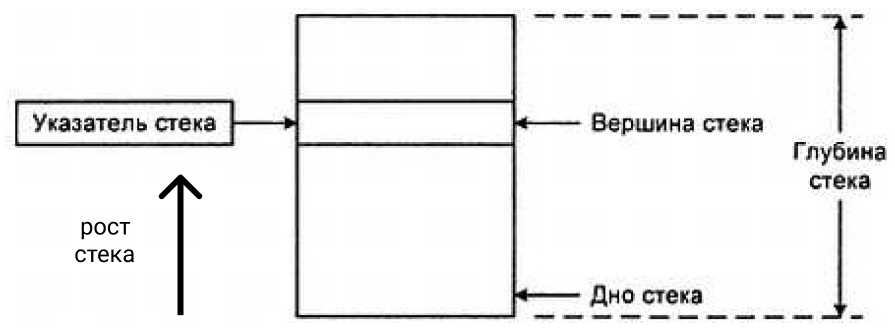 Указатель стека
Вершина стека
Глубина
стека
рост
стека
Дно стека